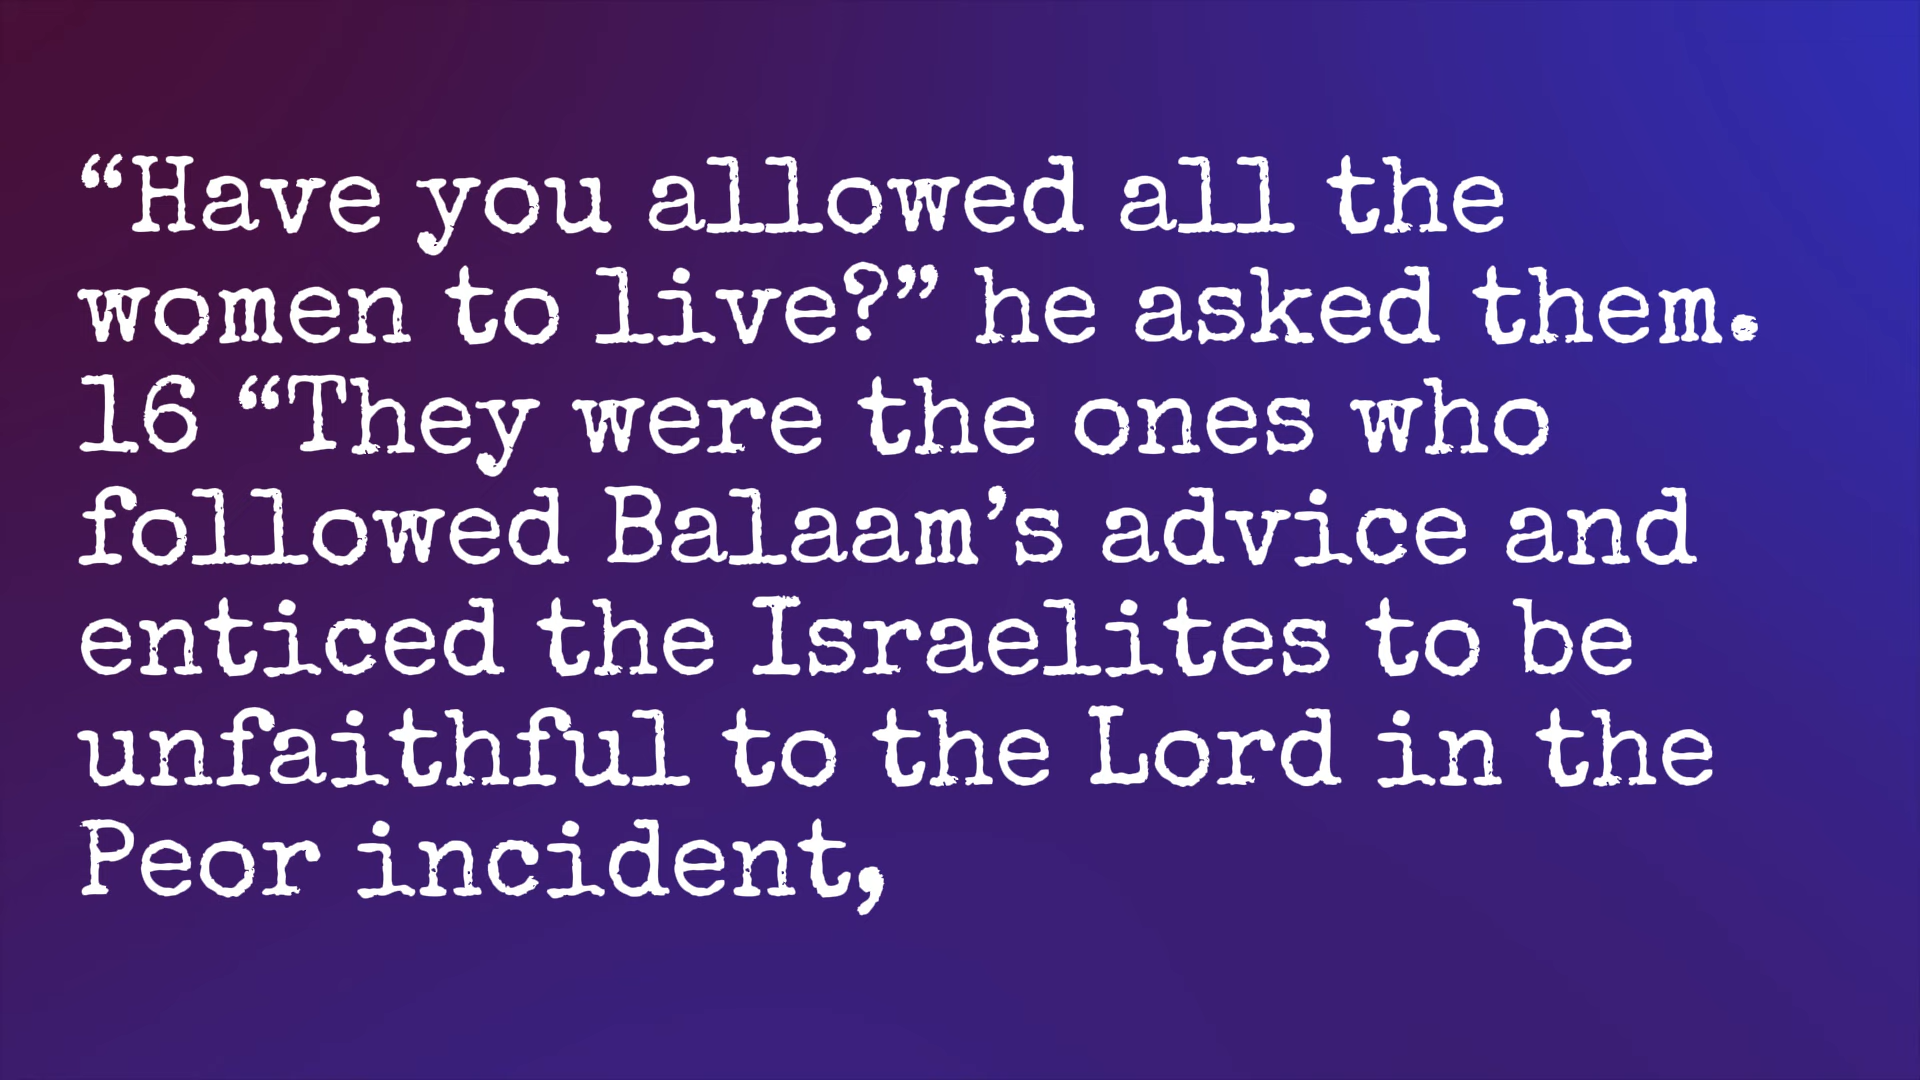 “Have you allowed all the
women to live?” he asked them.
16 “They were the ones who
followed Balaam’s advice and
enticed the Israelites to be
unfaithful to the Lord in the
Peor incident,